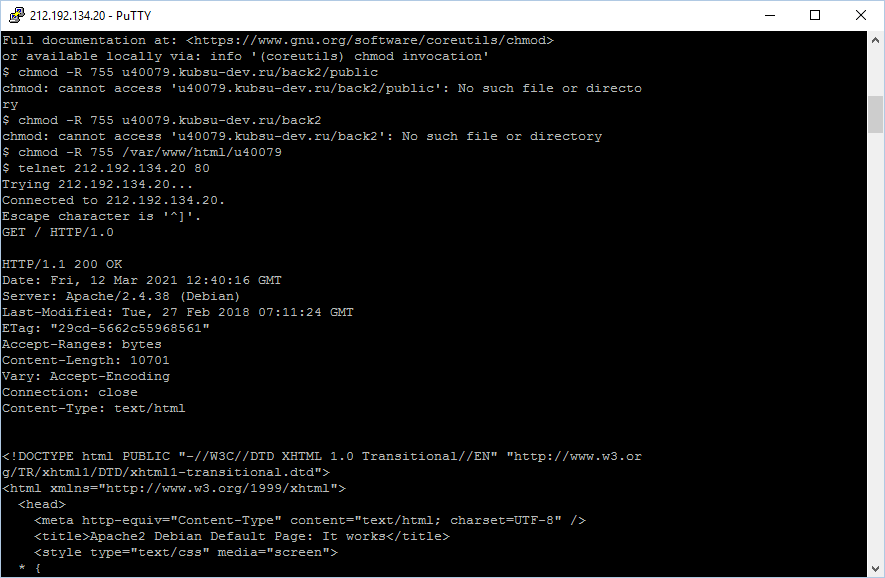 212.192.134.20 - PuTTY
Full documentation at: <https://www.gnu.org/software/coreutils/chmod>
or available locally via: info '(coreutils) chmod invocation'
$ chmod -R 755 u40079.kubsu-dev.ru/back2/public
chmod: cannot access 'u40079.kubsu-dev.ru/back2/public': No such file or directo
ry
$ chmod -R 755 u40079.kubsu-dev.ru/back2
chmod: cannot access 'u40079.kubsu-dev.ru/back2': No such file or directory
$ chmod -R 755 /var/www/html/u40079
$ telnet 212.192.134.20 80
Trying 212.192.134.20...
Connected to 212.192.134.20.
Escape character is '^]'.
GET / HTTP/1.0

HTTP/1.1 200 OK
Date: Fri, 12 Mar 2021 12:40:16 GMT
Server: Apache/2.4.38 (Debian)
Last-Modified: Tue, 27 Feb 2018 07:11:24 GMT
ETag: "29cd-5662c55968561"
Accept-Ranges: bytes
Content-Length: 10701
Vary: Accept-Encoding
Connection: close
Content-Type: text/html

<!DOCTYPE html PUBLIC "-//W3C//DTD XHTML 1.0 Transitional//EN" "http://www.w3.or
g/TR/xhtml1/DTD/xhtml1-transitional.dtd">
<html xmlns="http://www.w3.org/1999/xhtml">
  <head>
    <meta http-equiv="Content-Type" content="text/html; charset=UTF-8" />
    <title>Apache2 Debian Default Page: It works</title>
    <style type="text/css" media="screen">
  * {